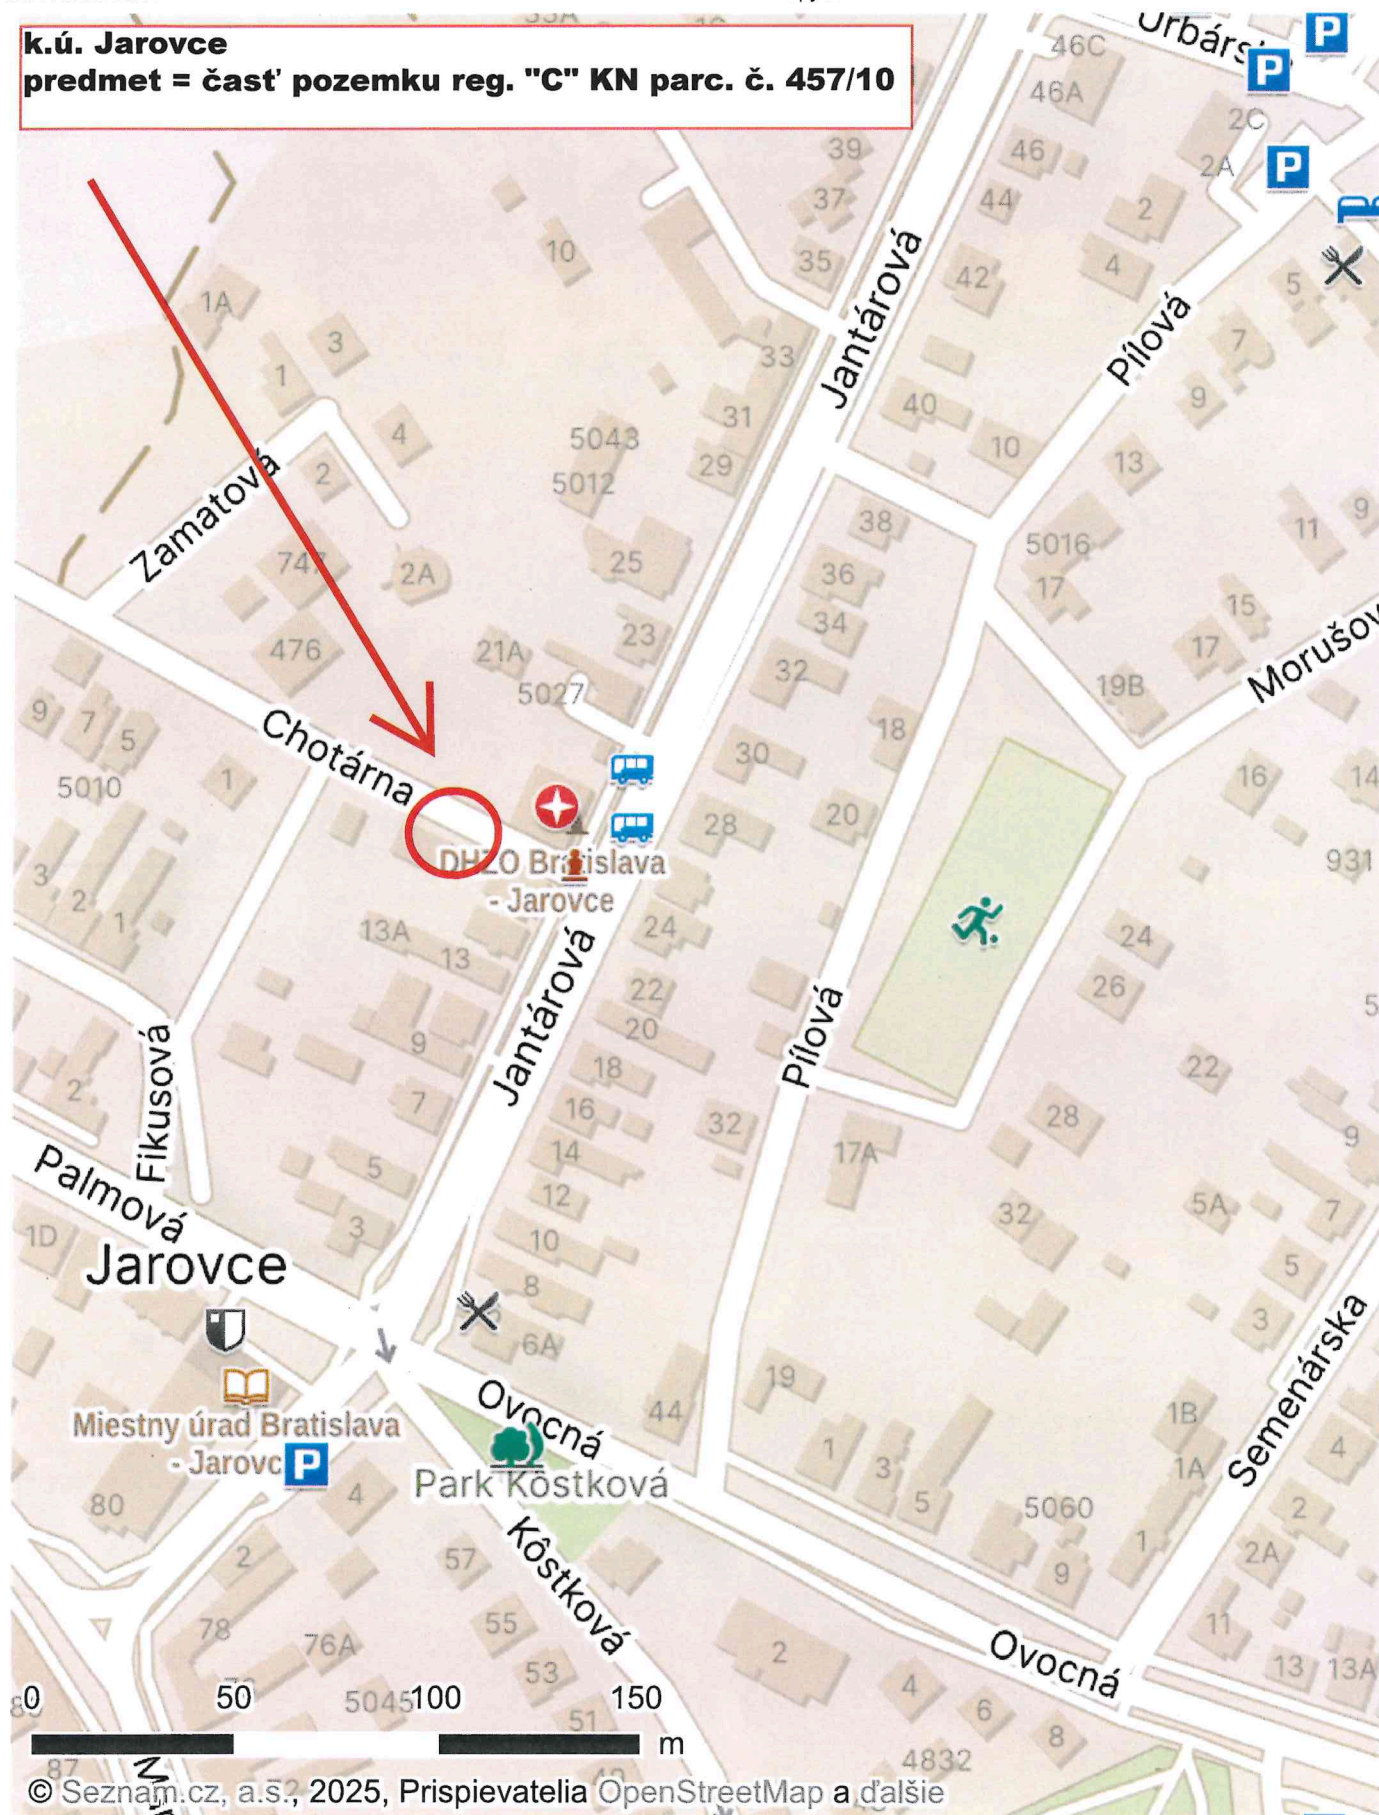 k.ú. Jarovce
predmet = časť pozemku reg. "C" KN parc. č. 457/10
33A
46C
46A
46
44
42
40
10
2C
2A
2
4
5
7
9
13
11
9
39
37
35
33
31
29
Jantárová
Pílová
10
1A
3
1
4
2
5043
5012
25
23
Zamatová
747
2A
476
21A
5027
38
36
34
32
30
28
18
20
5016
17
15
17
19B
16
14
931
9
7
5
5010
1
3
2
1
Chotárna
DHZO Bratislava
- Jarovce
13A
13
9
7
5
3
24
22
20
18
16
14
12
10
8
6A
Jantárová
Pílová
32
24
26
22
28
17A
32
5A
9
7
5
3
Fikusová
2
Palmová
1D
Jarovce
Miestny úrad Bratislava
P
80
4
2
78
76A
57
55
53
51
Ovocná
Park Kôstková
Kôstková
44
19
1
3
5
5060
9
1
1B
1A
Semenárska
4
2
2A
11
13
13A
Ovocná
2
4
6
8
4832
5045
87
0
50
100
150
m
© Seznam.cz, a.s., 2025, Prispievatelia OpenStreetMap a ďalšie